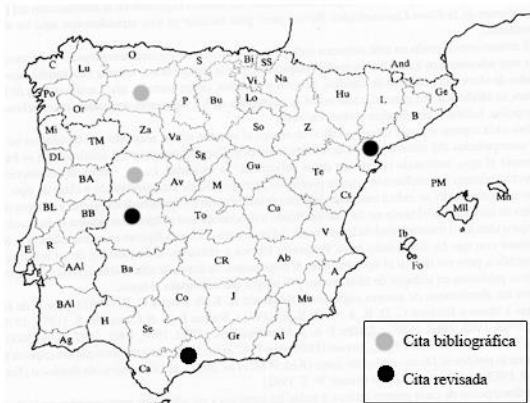 O S Bi SS
C Lu
And
Vi Na
Po Or P Bu Lo Hu L Ge
B
Mi TM Za Va So Z
DL Sg Gu Te
BA Av M Cs PM Mn
BL BB To Cu Mll
V Ib
E R
AAl Ba CR Ab A Fo
BAl Co J Mu
H Se Gr Al
Ag
Ca
Cita bibliográfica
Cita revisada